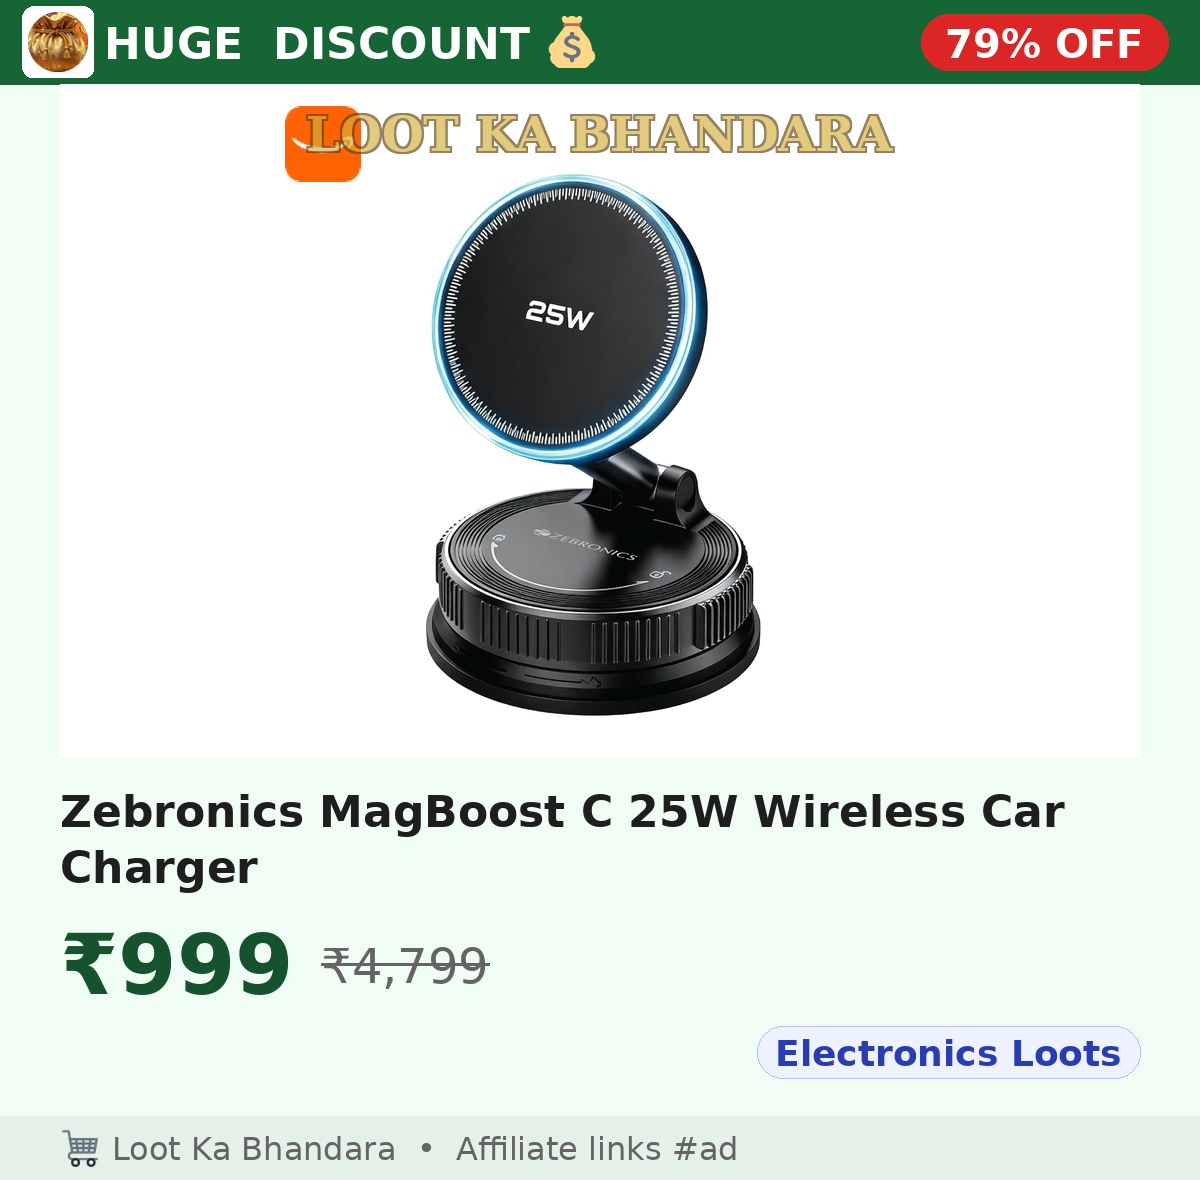 HUGE DISCOUNT 💰
79% OFF
LOOT KA BHANDARA
25W
ZEBRONICS
Zebronics MagBoost C 25W Wireless Car
Charger
₹999 ₹4,799
Electronics Loots
Loot Ka Bhandara • Affiliate links #ad